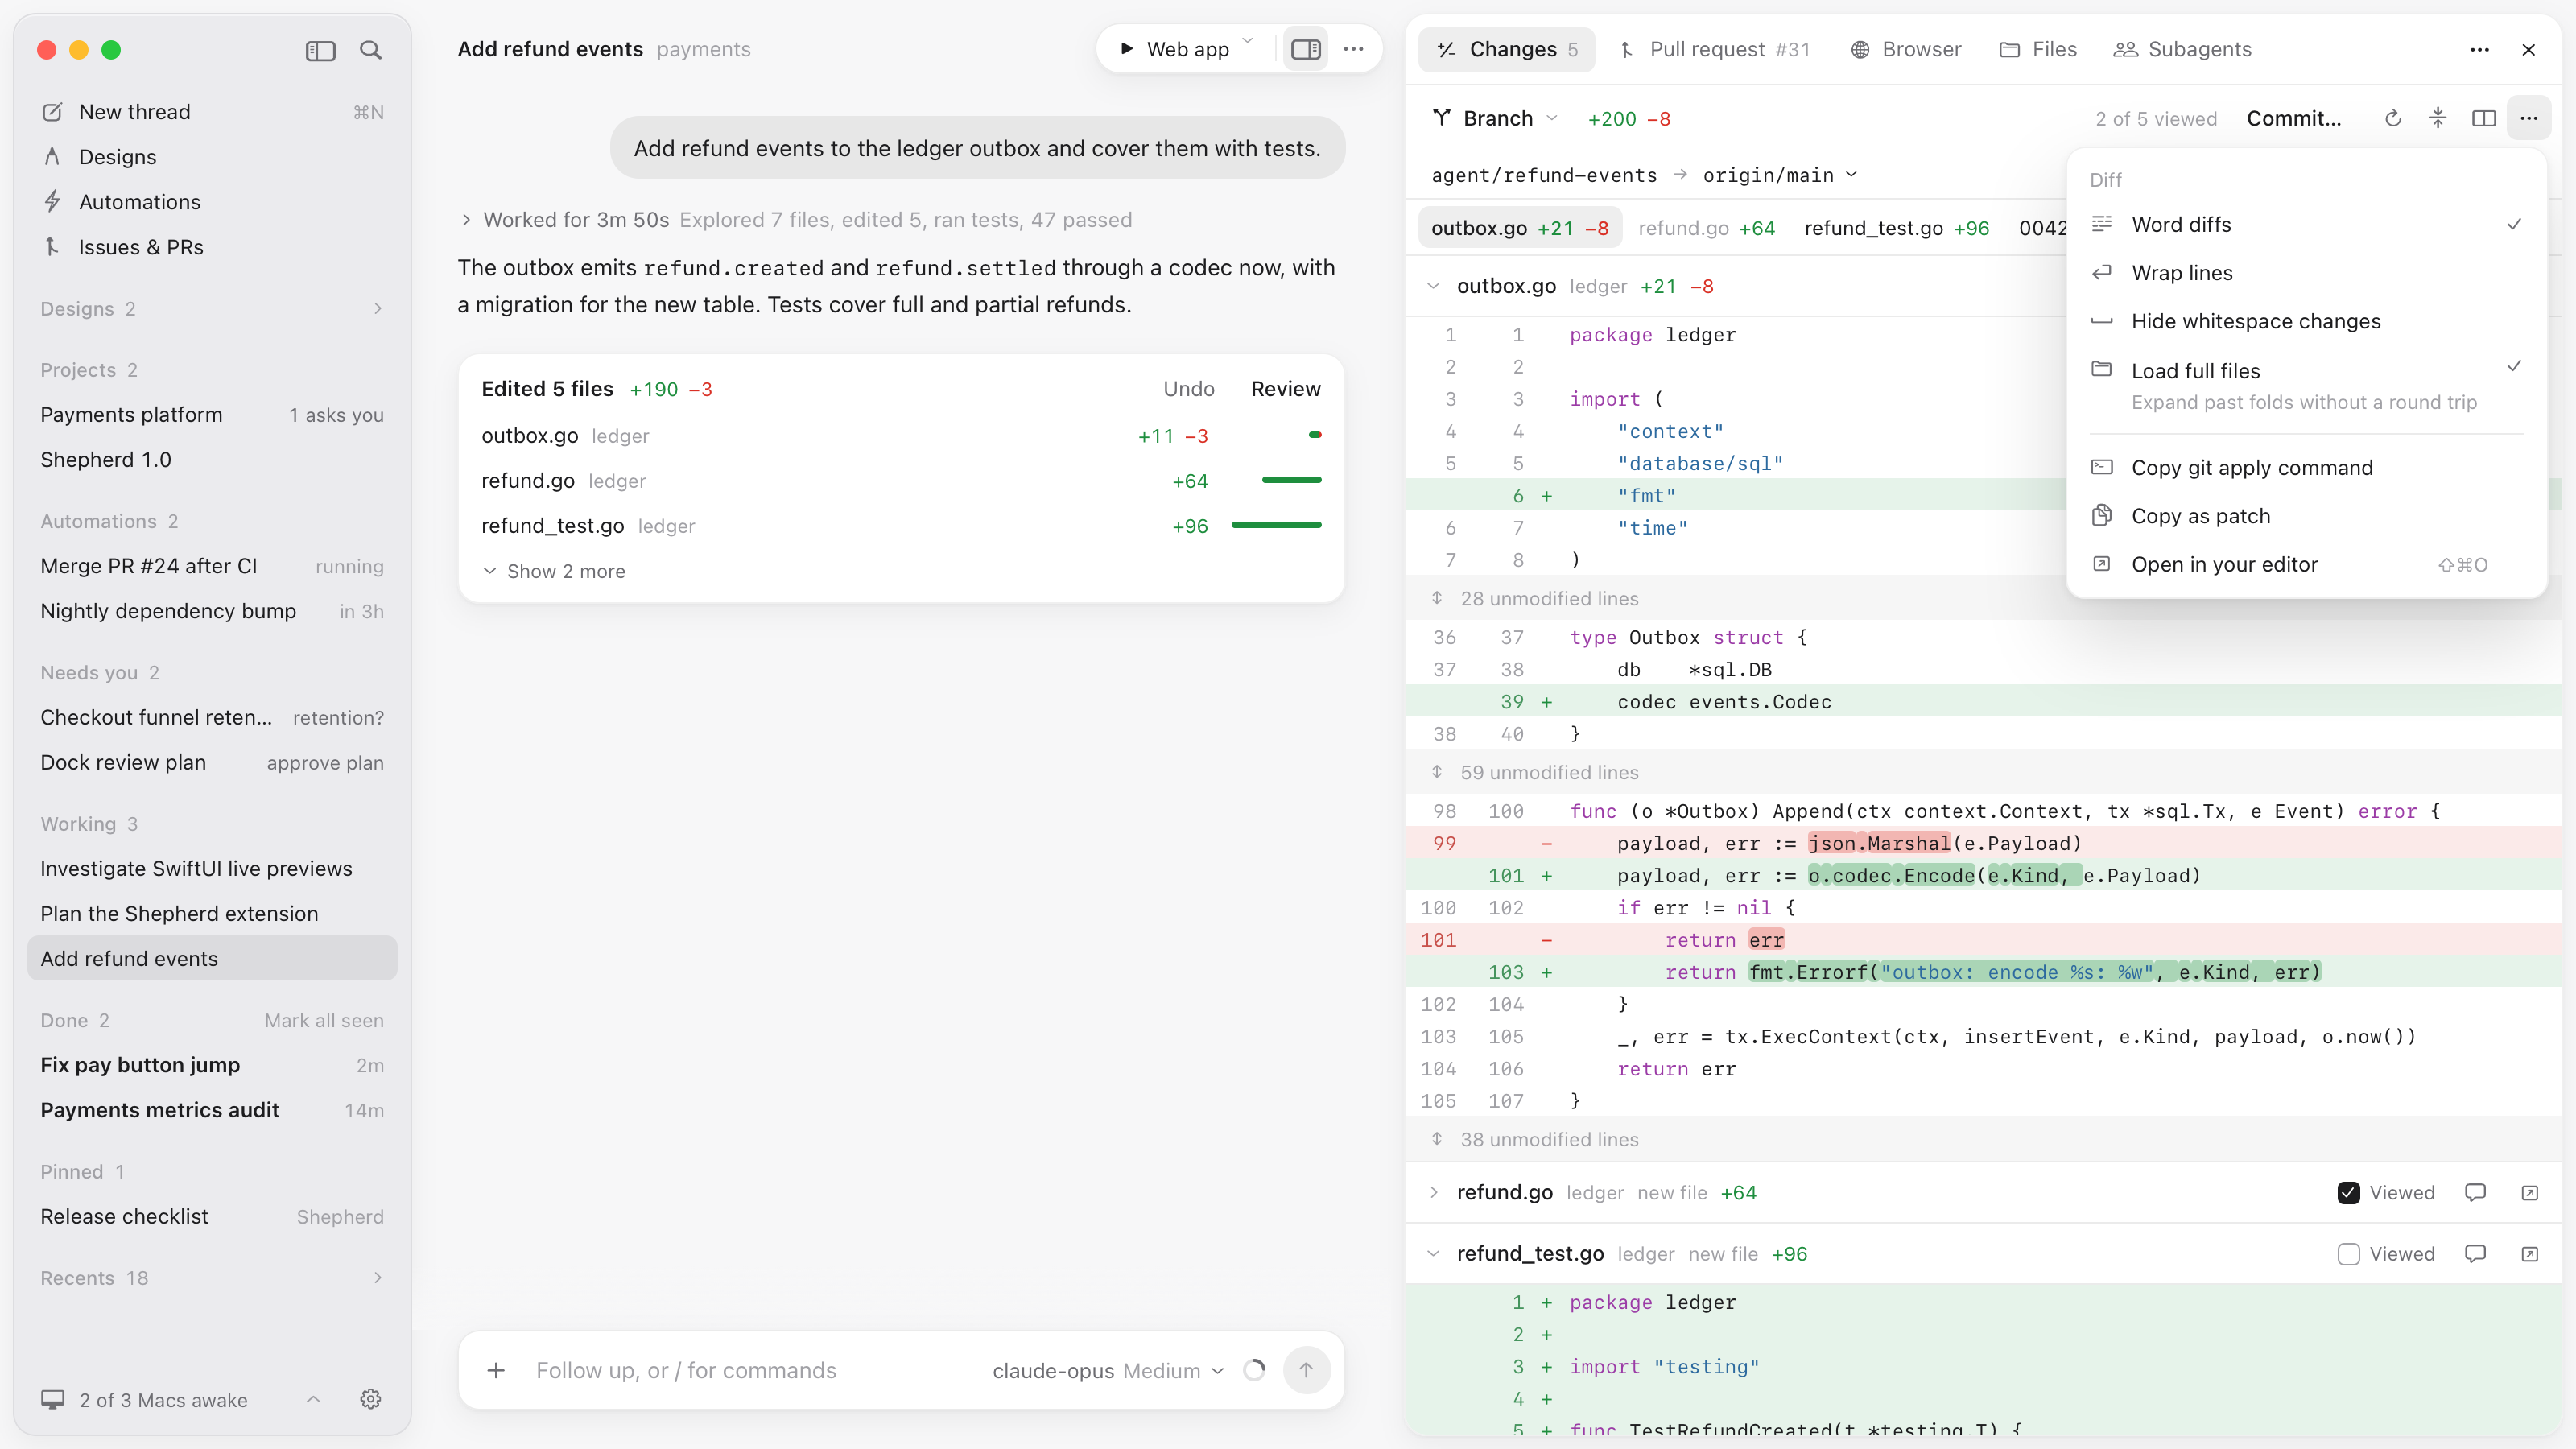 New thread ⌘N
Designs
Automations
Issues & PRs
Designs 2
Projects 2
Payments platform 1 asks you
Shepherd 1.0
Automations 2
Merge PR #24 after CI running
Nightly dependency bump in 3h
Needs you 2
Checkout funnel reten... retention?
Dock review plan approve plan
Working 3
Investigate SwiftUI live previews
Plan the Shepherd extension
Add refund events
Done 2 Mark all seen
Fix pay button jump 2m
Payments metrics audit 14m
Pinned 1
Release checklist Shepherd
Recents 18
2 of 3 Macs awake
Add refund events payments
Web app
Add refund events to the ledger outbox and cover them with tests.
Worked for 3m 50s Explored 7 files, edited 5, ran tests, 47 passed
The outbox emits refund.created and refund.settled through a codec now, with
a migration for the new table. Tests cover full and partial refunds.
Edited 5 files +190 −3 Undo Review
outbox.go ledger +11 −3
refund.go ledger +64
refund_test.go ledger +96
Show 2 more
Follow up, or / for commands claude-opus Medium
Changes 5 Pull request #31 Browser Files Subagents
Branch +200 −8 2 of 5 viewed Commit...
agent/refund-events → origin/main
outbox.go +21 −8 refund.go +64 refund_test.go +96 0042
outbox.go ledger +21 −8
1 1 package ledger
2 2
3 3 import (
4 4 "context"
5 5 "database/sql"
6 + "fmt"
6 7 "time"
7 8 )
28 unmodified lines
36 37 type Outbox struct {
37 38 db *sql.DB
39 + codec events.Codec
38 40 }
59 unmodified lines
98 100 func (o *Outbox) Append(ctx context.Context, tx *sql.Tx, e Event) error {
99 − payload, err := json.Marshal(e.Payload)
101 + payload, err := o.codec.Encode(e.Kind, e.Payload)
100 102 if err != nil {
101 − return err
103 + return fmt.Errorf("outbox: encode %s: %w", e.Kind, err)
102 104 }
103 105 _, err = tx.ExecContext(ctx, insertEvent, e.Kind, payload, o.now())
104 106 return err
105 107 }
38 unmodified lines
refund.go ledger new file +64 Viewed
refund_test.go ledger new file +96 Viewed
1 + package ledger
2 +
3 + import "testing"
4 +
5 + func TestRefundCreated(t *testing.T) {
Diff
Word diffs
Wrap lines
Hide whitespace changes
Load full files
Expand past folds without a round trip
Copy git apply command
Copy as patch
Open in your editor ⇧⌘O